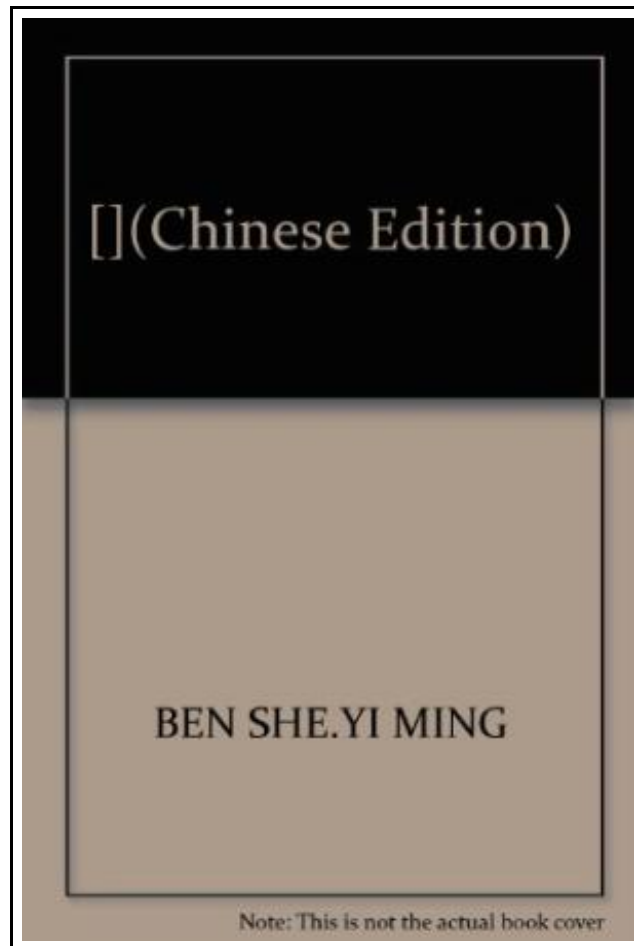 [](Chinese Edition)
BEN SHE.YI MING
Note: This is not the actual book cover